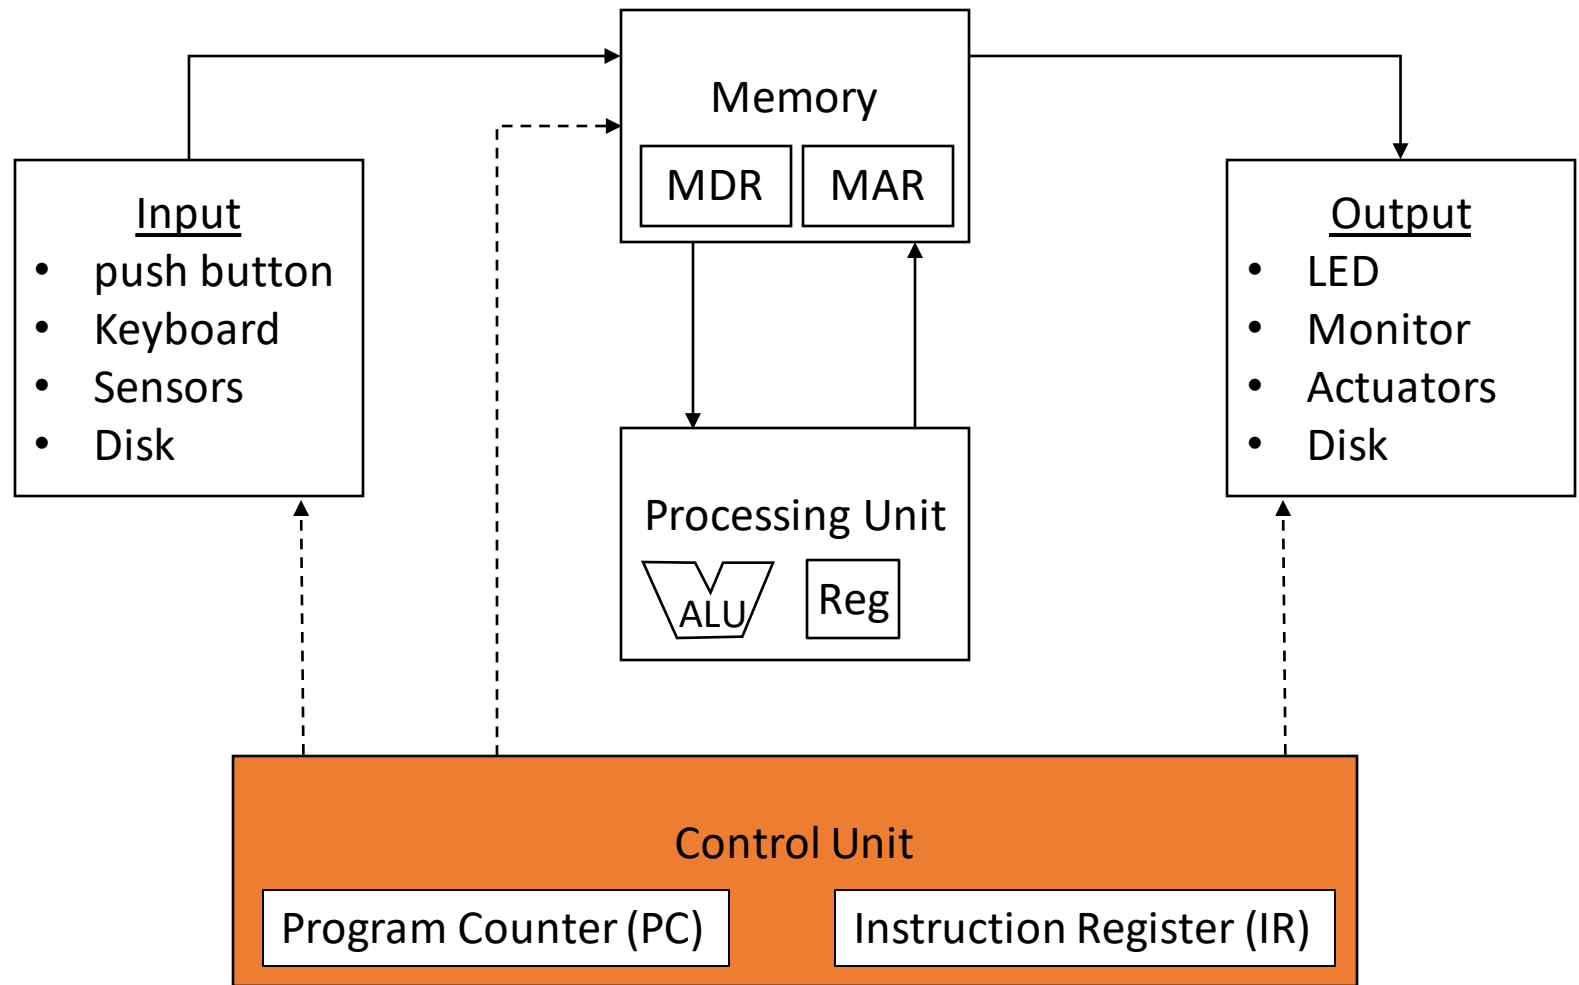 Memory
MDR
MAR
Input
• push button
• Keyboard
• Sensors
• Disk
Output
• LED
• Monitor
• Actuators
• Disk
Processing Unit
ALU
Reg
Control Unit
Program Counter (PC)
Instruction Register (IR)